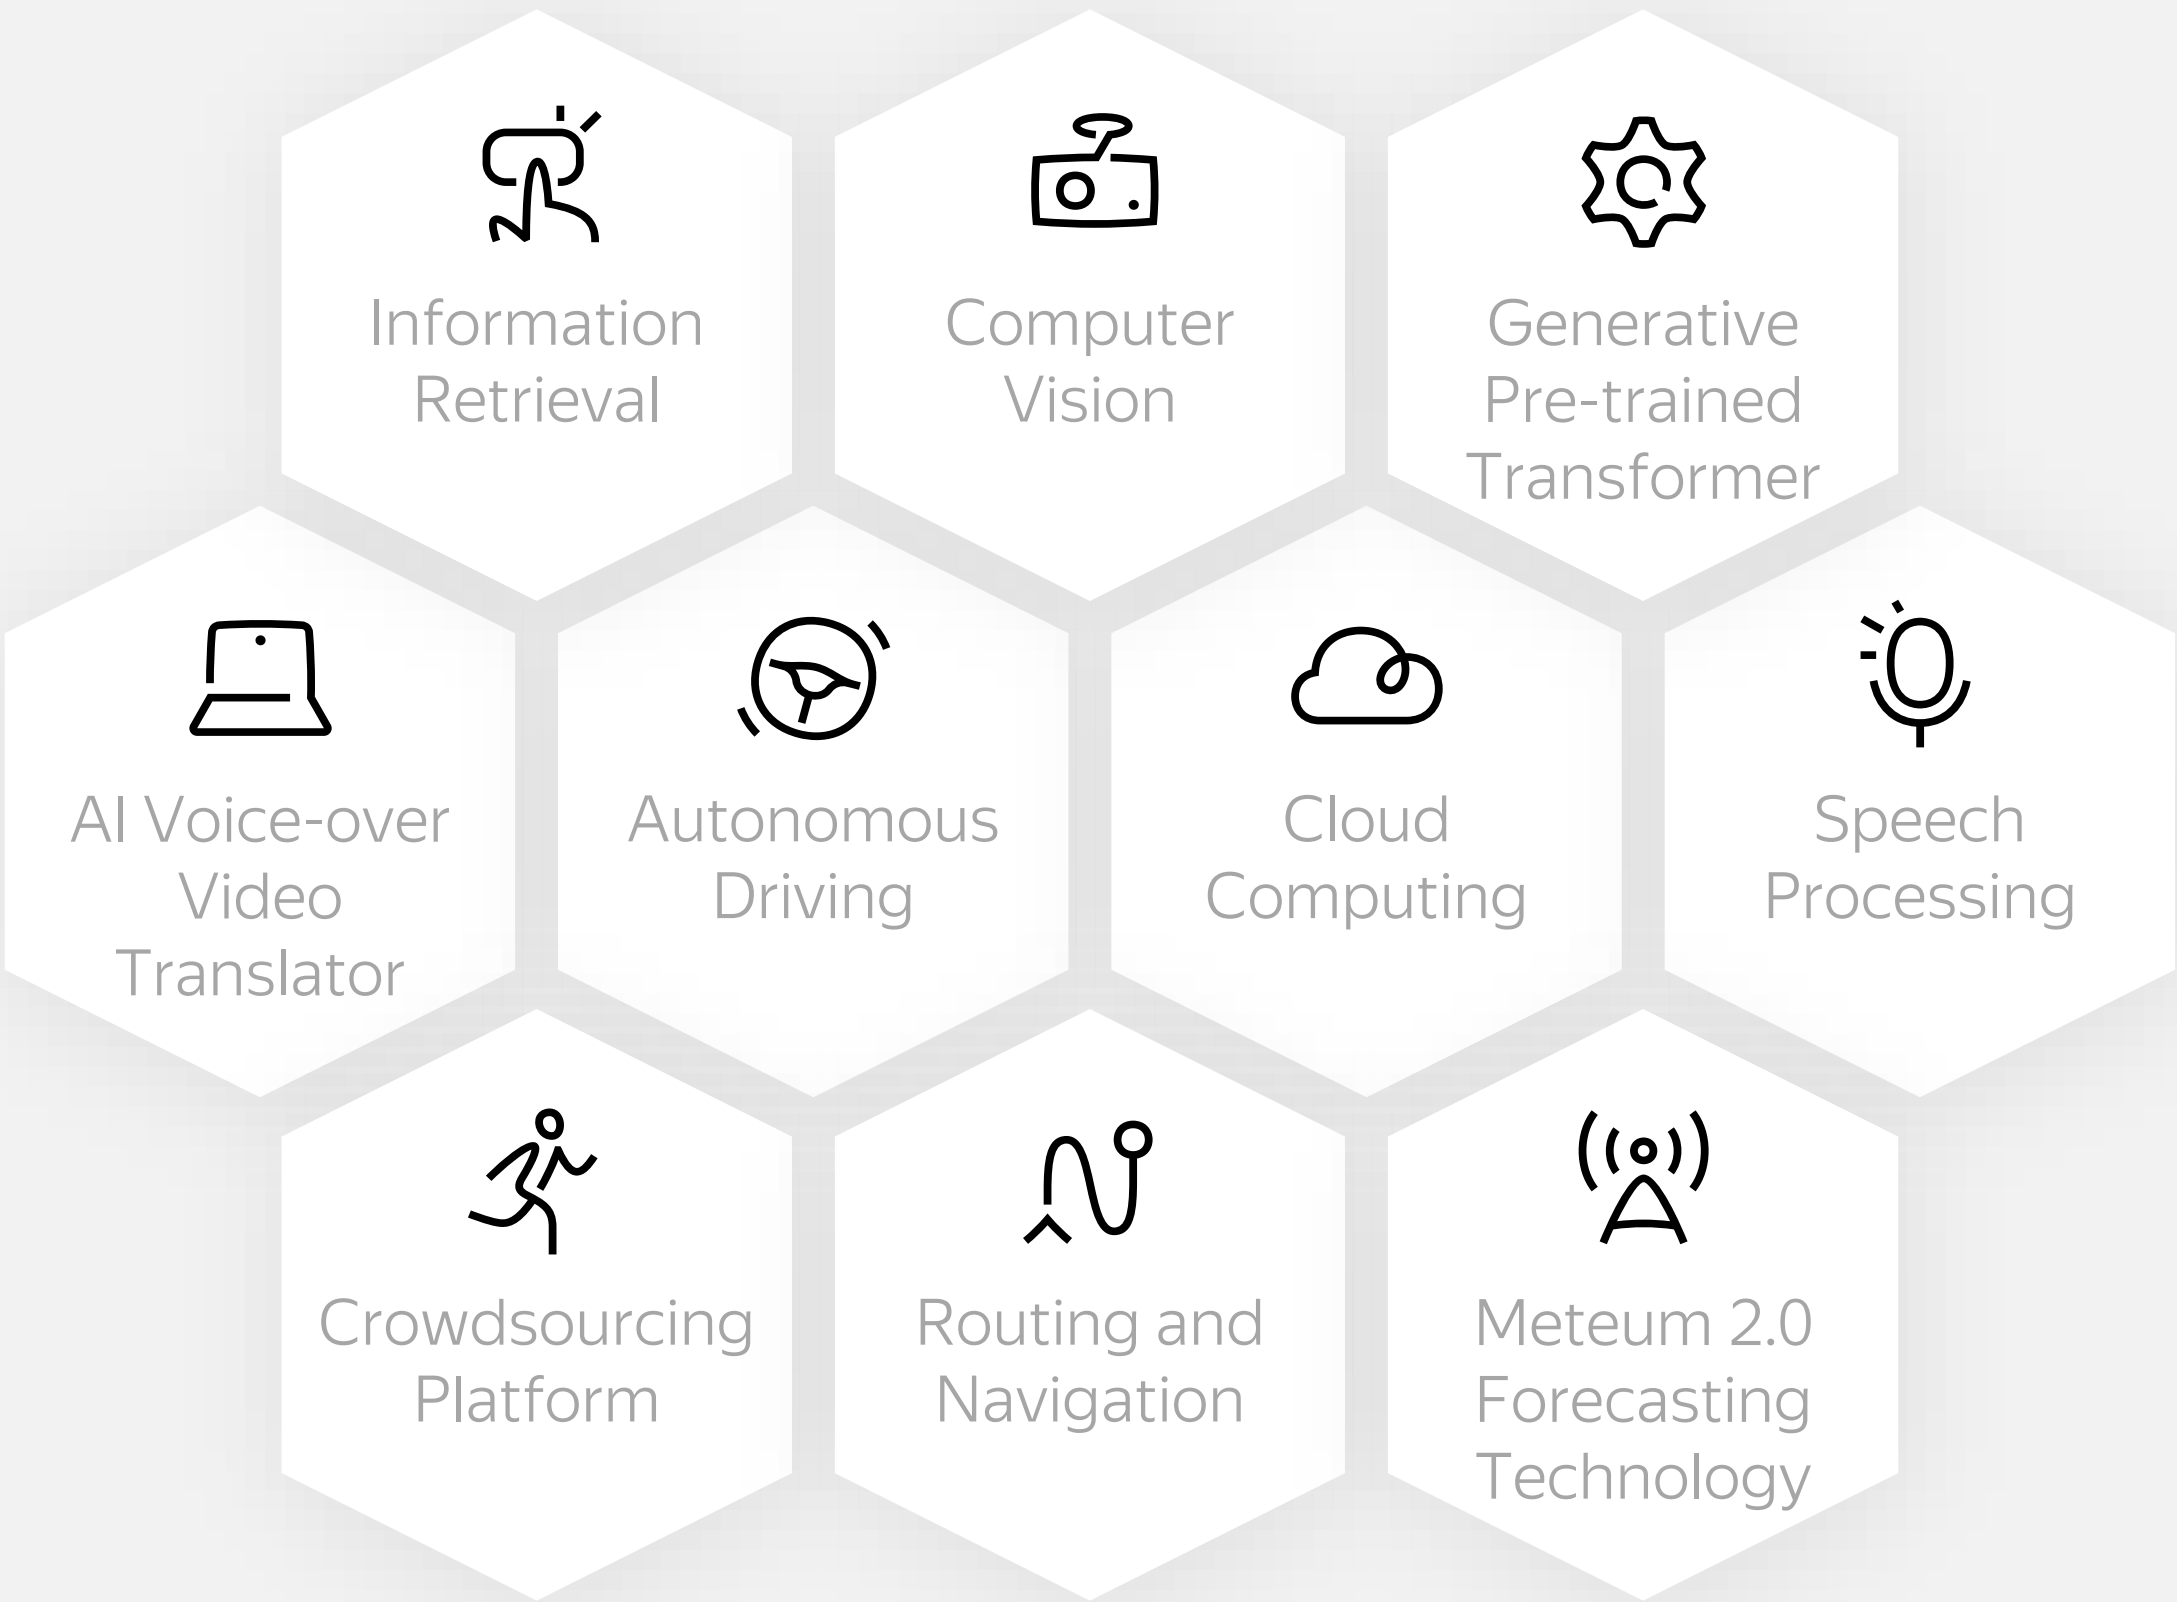 Information
Retrieval
Computer
Vision
Generative
Pre-trained
Transformer
AI Voice-over
Video
Translator
Autonomous
Driving
Cloud
Computing
Speech
Processing
Crowdsourcing
Platform
Routing and
Navigation
Meteum 2.0
Forecasting
Technology